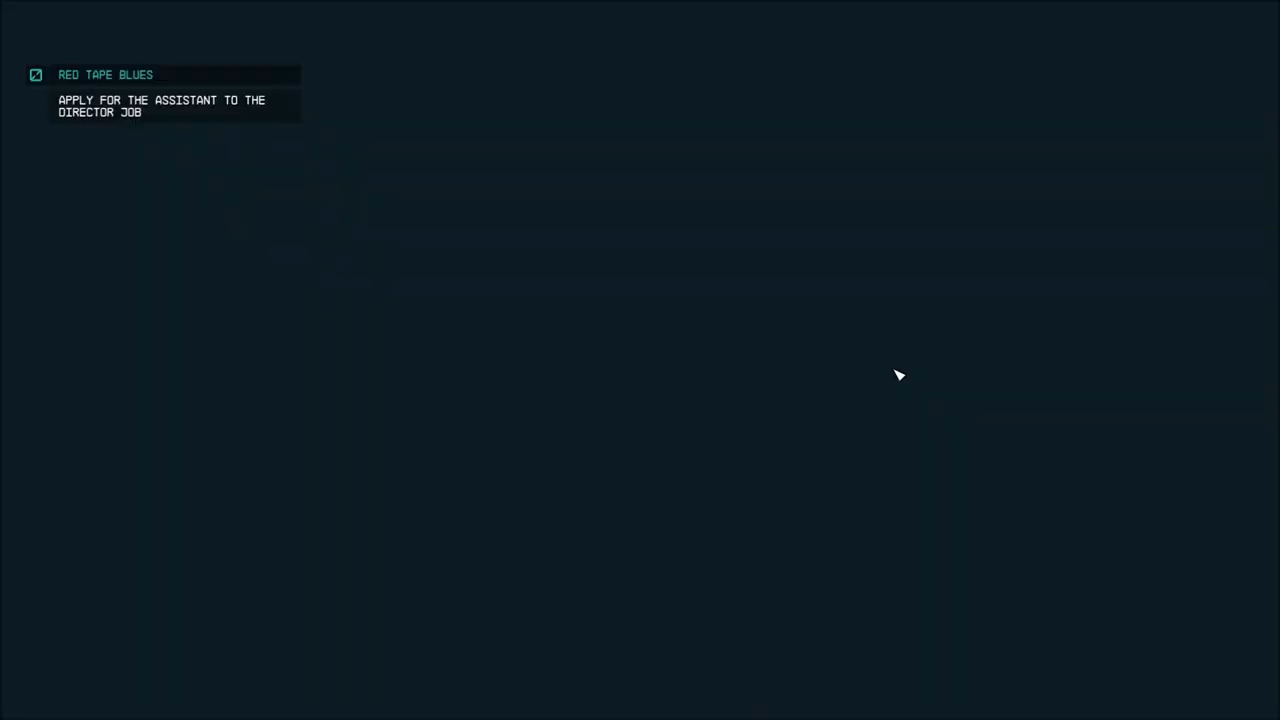 RED TAPE BLUES
APPLY FOR THE ASSISTANT TO THE
DIRECTOR JOB